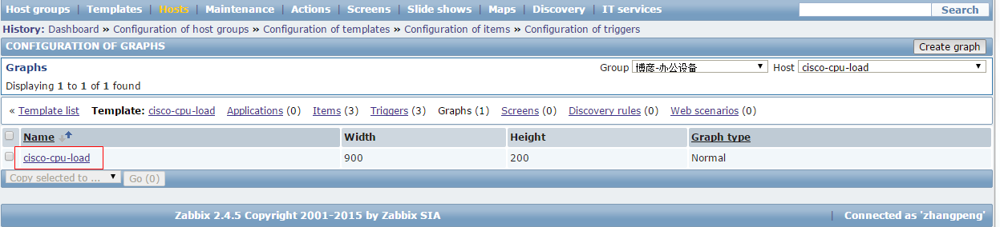 Host groups | Templates | Hosts | Maintenance | Actions | Screens | Slide shows | Maps | Discovery | IT services Search
History: Dashboard » Configuration of host groups » Configuration of templates » Configuration of items » Configuration of triggers
CONFIGURATION OF GRAPHS Create graph
Graphs Group 博彦-办公设备 Host cisco-cpu-load
Displaying 1 to 1 of 1 found
« Template list Template: cisco-cpu-load Applications (0) Items (3) Triggers (3) Graphs (1) Screens (0) Discovery rules (0) Web scenarios (0)
Name Width Height Graph type
cisco-cpu-load 900 200 Normal
Copy selected to ... Go (0)
Zabbix 2.4.5 Copyright 2001-2015 by Zabbix SIA | Connected as 'zhangpeng'